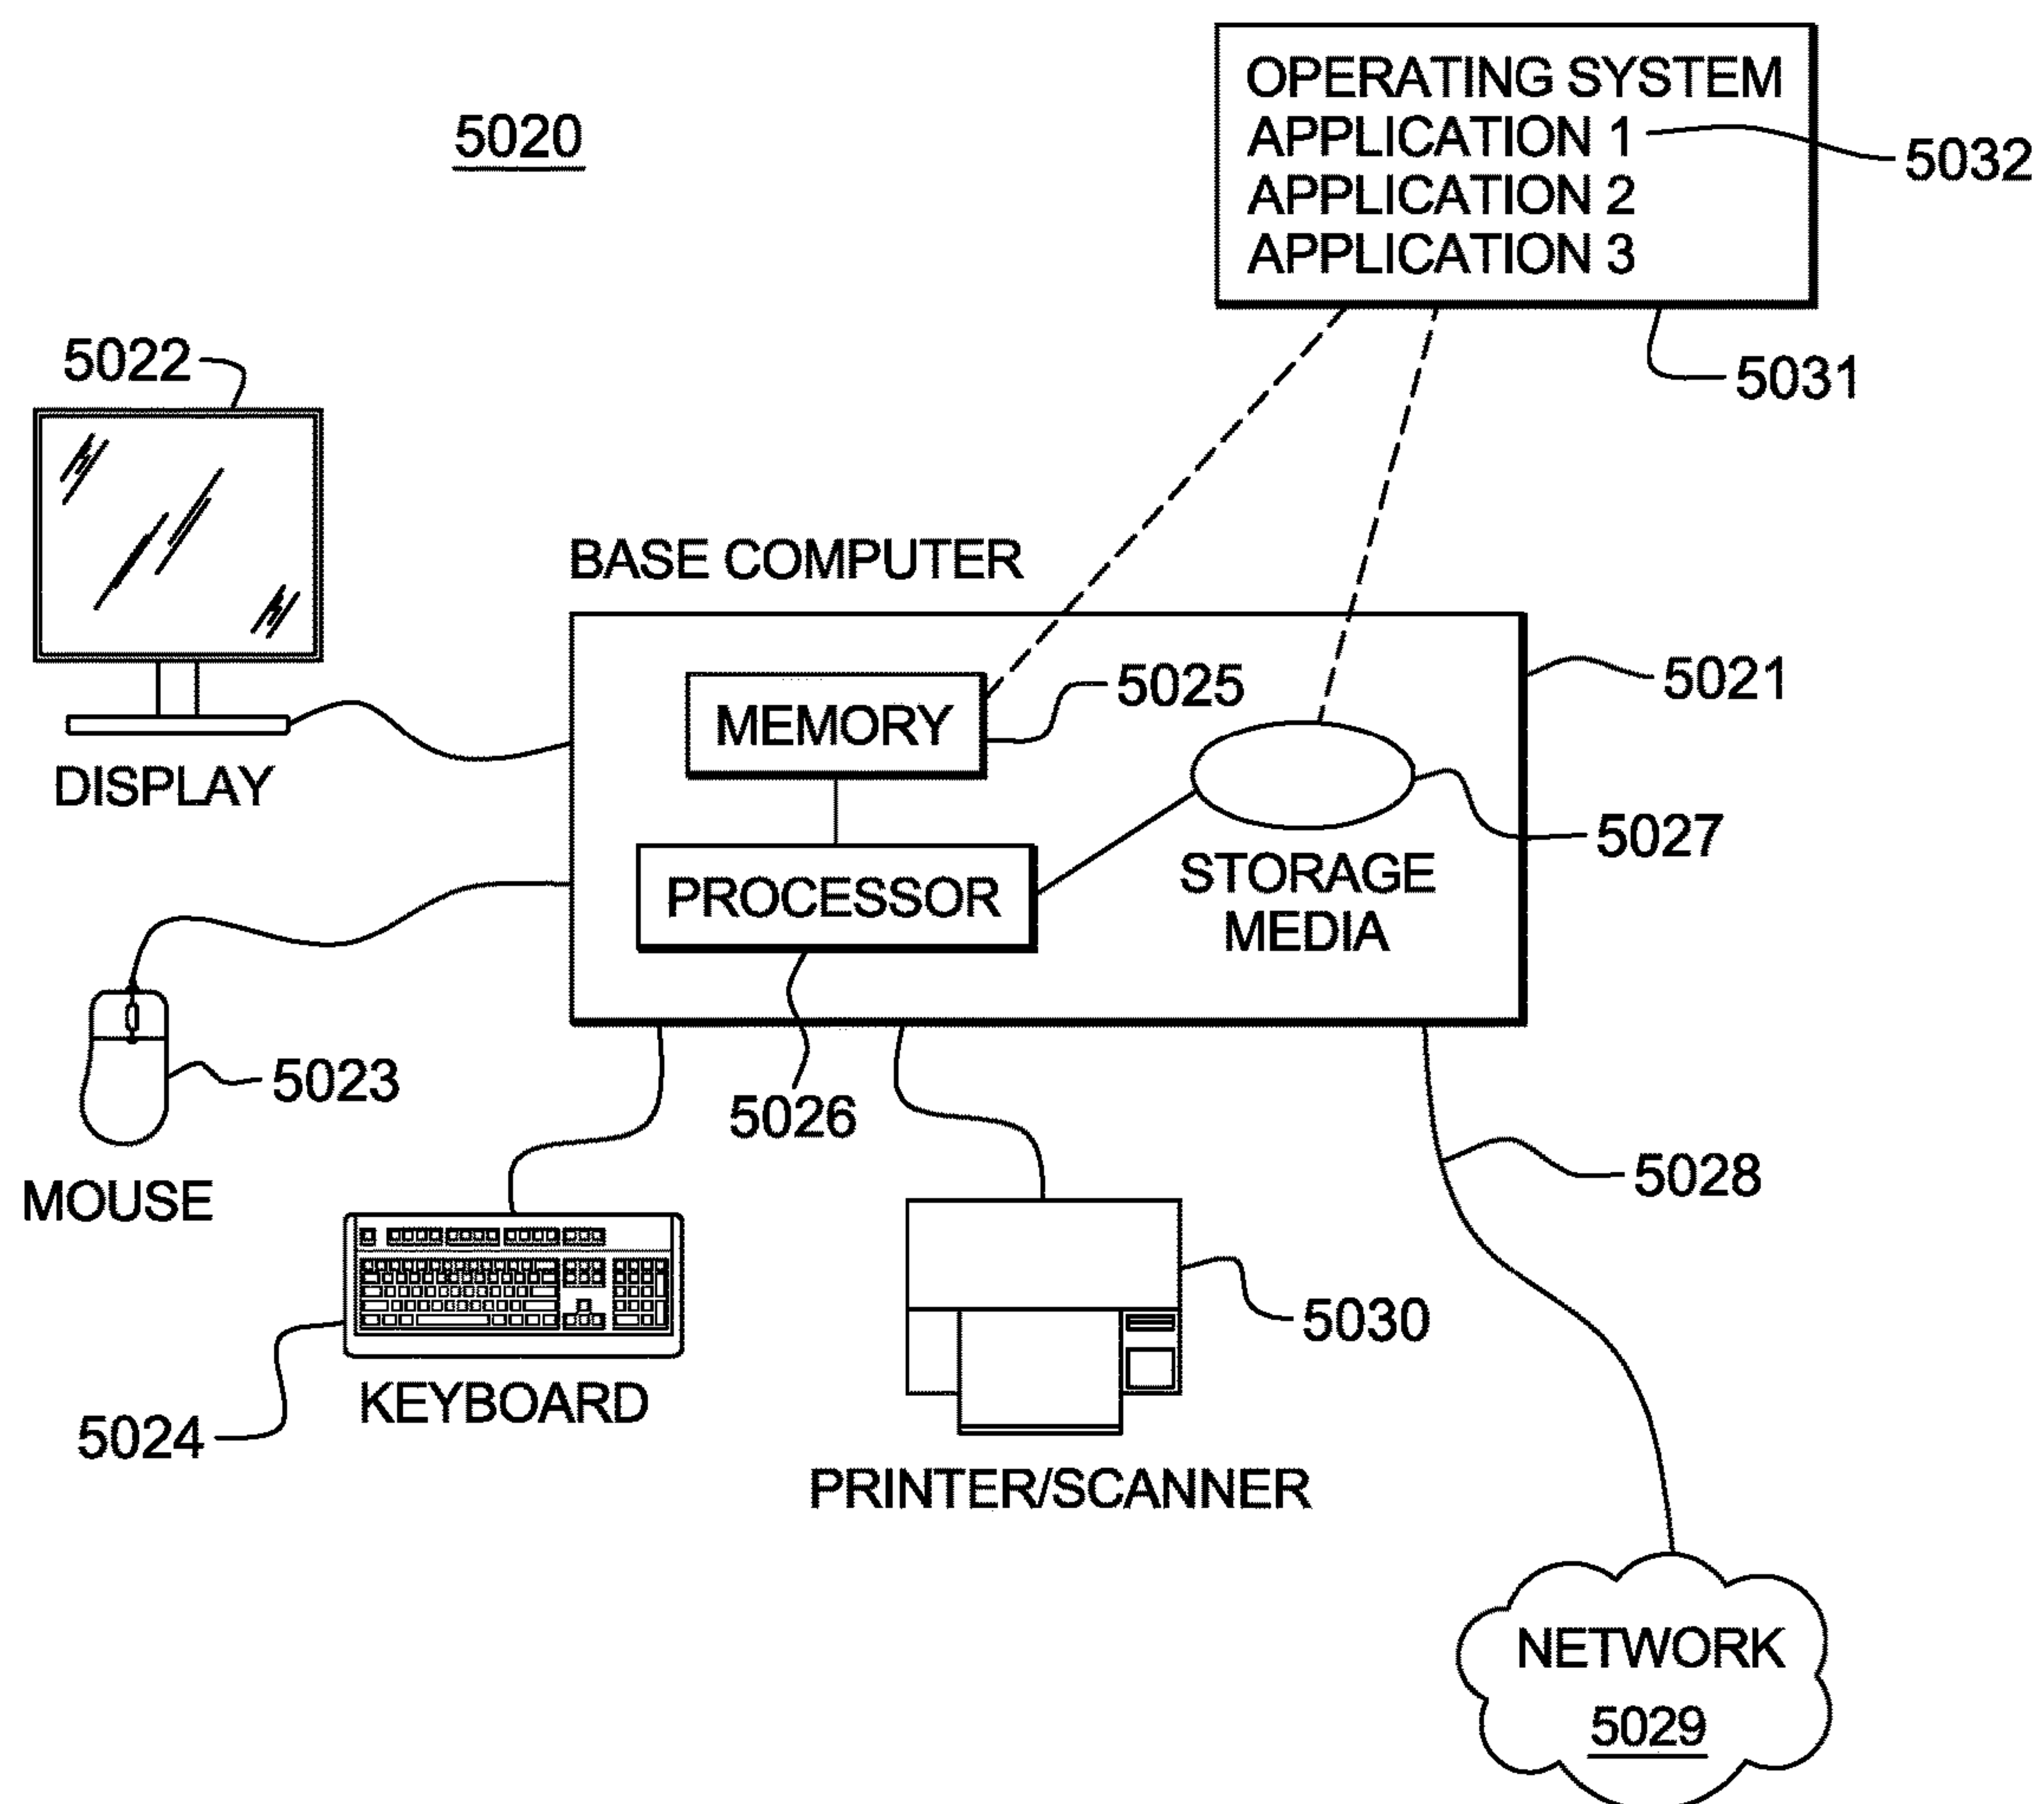 5020
OPERATING SYSTEM
APPLICATION 1
APPLICATION 2
APPLICATION 3
5032
5031
5022
DISPLAY
BASE COMPUTER
5021
MEMORY
5025
5027
STORAGE
MEDIA
PROCESSOR
5026
5023
MOUSE
5024
KEYBOARD
5030
PRINTER/SCANNER
5028
NETWORK
5029